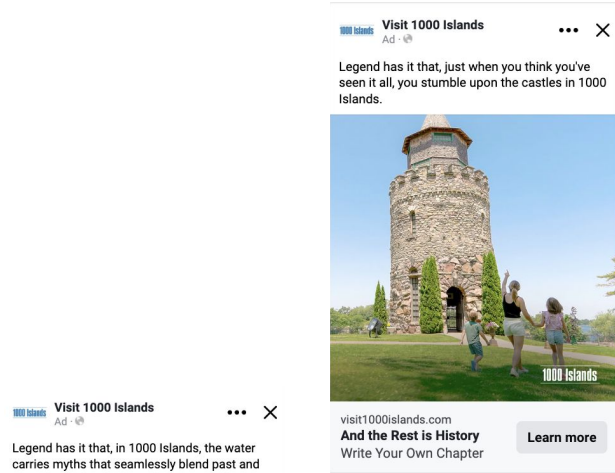 1000 Islands
Visit 1000 Islands
Ad
Legend has it that, in 1000 Islands, the water
carries myths that seamlessly blend past and
1000 Islands
Visit 1000 Islands
Ad
Legend has it that, just when you think you've
seen it all, you stumble upon the castles in 1000
Islands.
1000 Islands
visit1000islands.com
And the Rest is History
Write Your Own Chapter
Learn more